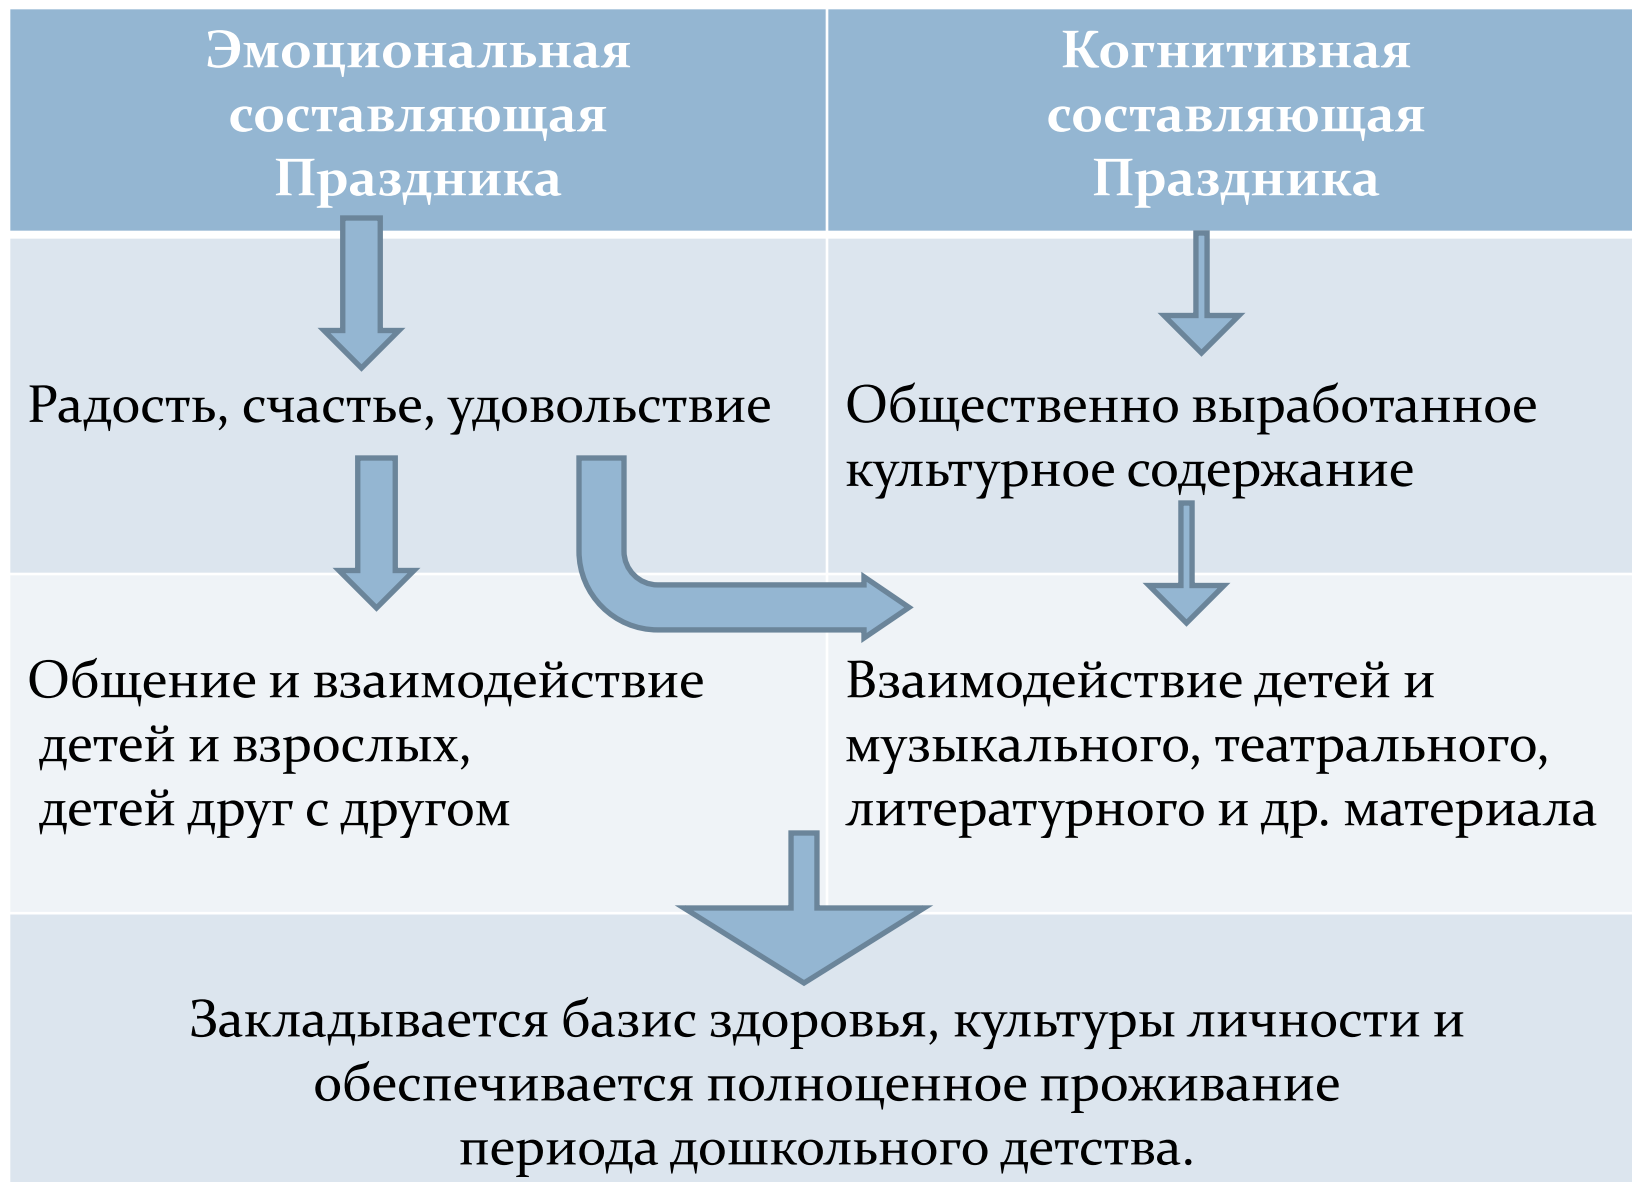 Эмоциональная
составляющая
Праздника
Когнитивная
составляющая
Праздника
Радость, счастье, удовольствие
Общественно выработанное
культурное содержание
Общение и взаимодействие
детей и взрослых,
детей друг с другом
Взаимодействие детей и
музыкального, театрального,
литературного и др. материала
Закладывается базис здоровья, культуры личности и
обеспечивается полноценное проживание
периода дошкольного детства.